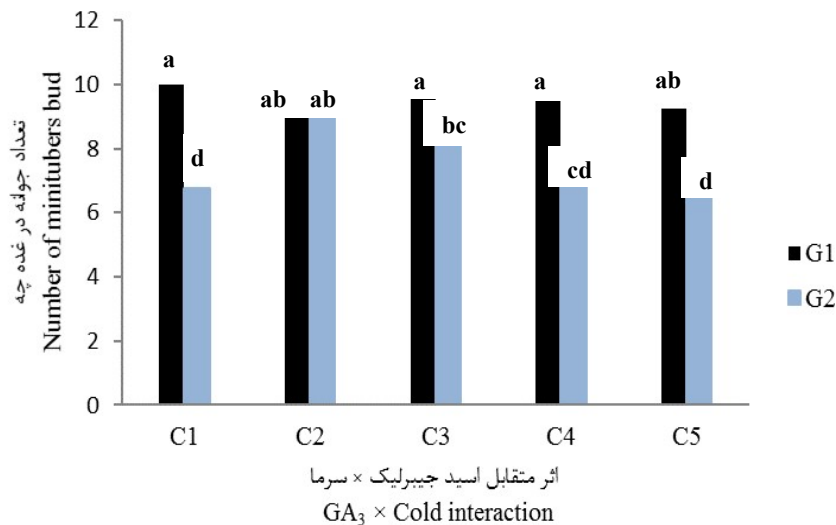 12
10
8
6
4
2
0
تعداد جوانه در غده چه
Number of minitubers bud
a
d
ab
ab
a
bc
a
cd
ab
d
G1
G2
C1
C2
C3
C4
C5
اثر متقابل اسید جیبرلیک × سرما
GA₃ × Cold interaction